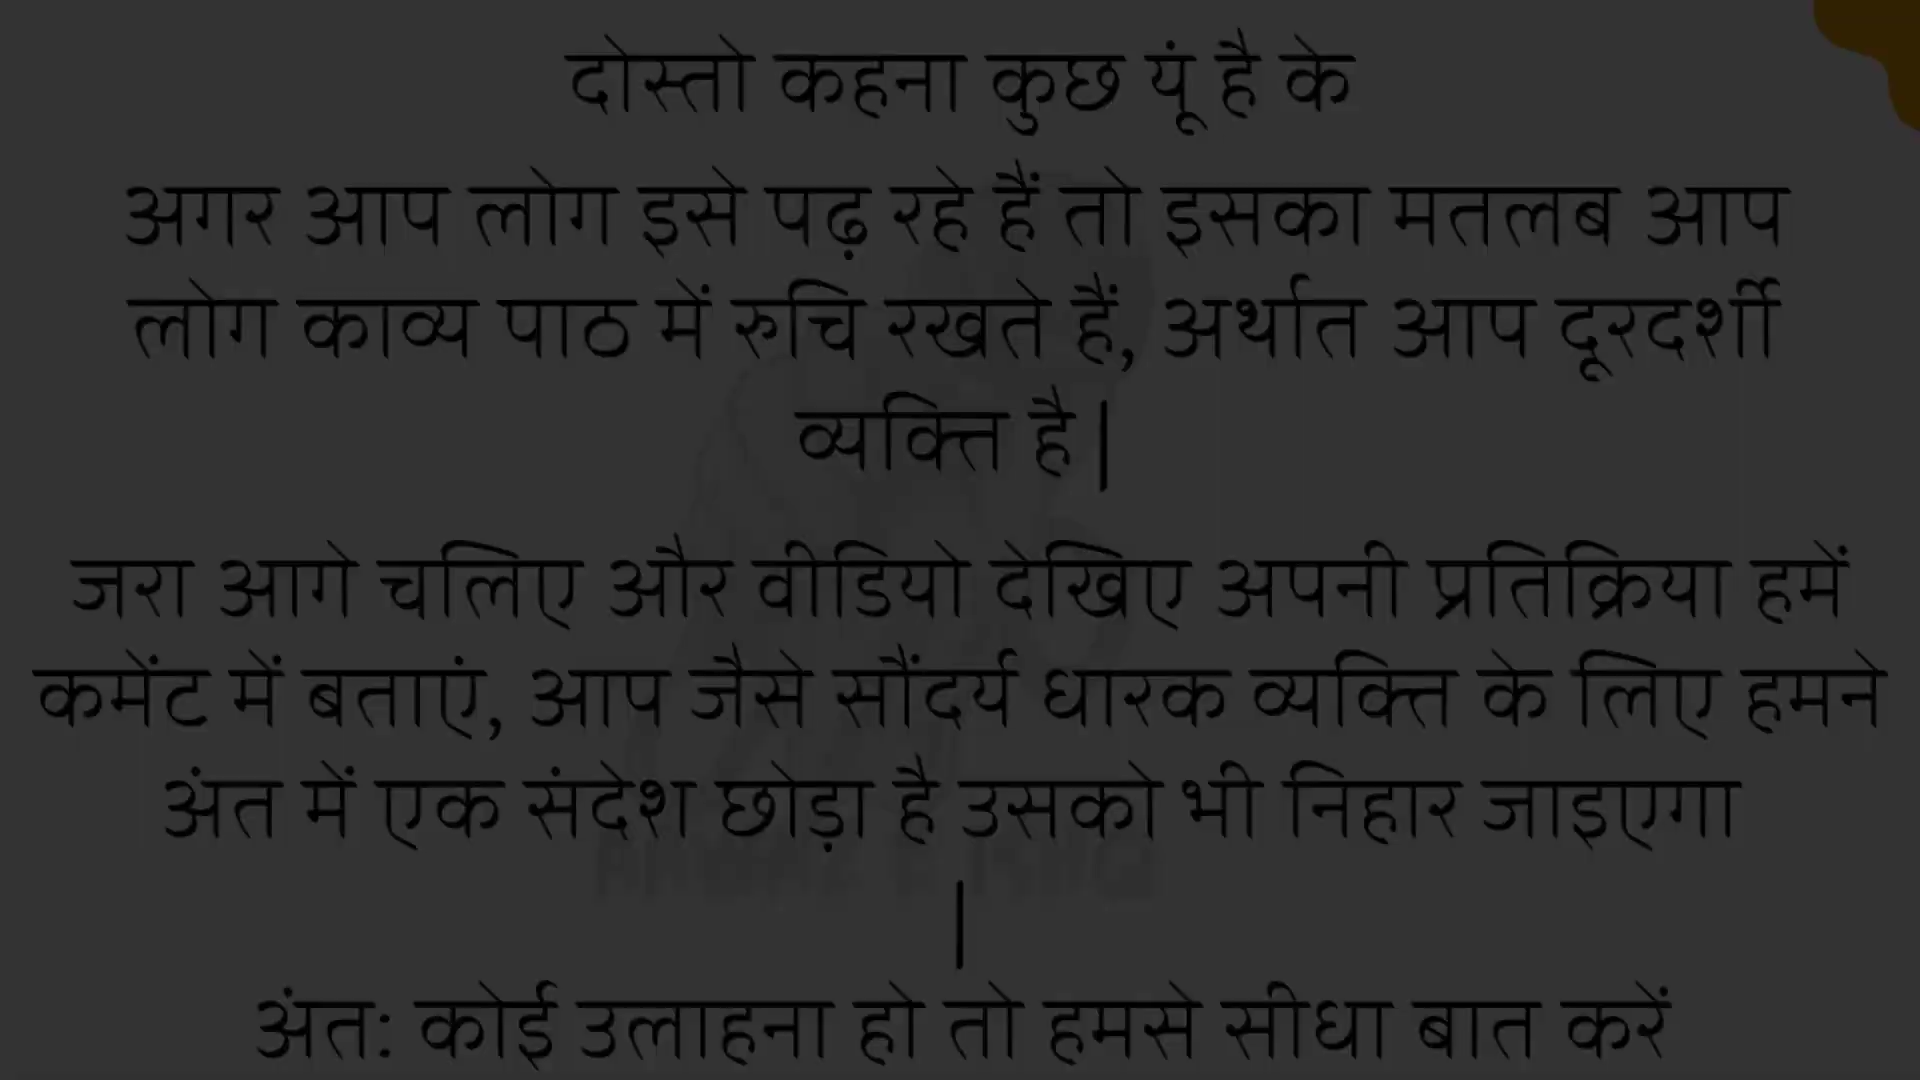 दोस्तो कहना कुछ यूं है के
अगर आप लोग इसे पढ़ रहे हैं तो इसका मतलब आप
लोग काव्य पाठ में रुचि रखते हैं, अर्थात आप दूरदर्शी
व्यक्ति है |
जरा आगे चलिए और वीडियो देखिए अपनी प्रतिक्रिया हमें
कमेंट में बताएं, आप जैसे सौंदर्य धारक व्यक्ति के लिए हमने
अंत में एक संदेश छोड़ा है उसको भी निहार जाइएगा
|
अंत: कोई उलाहना हो तो हमसे सीधा बात करें